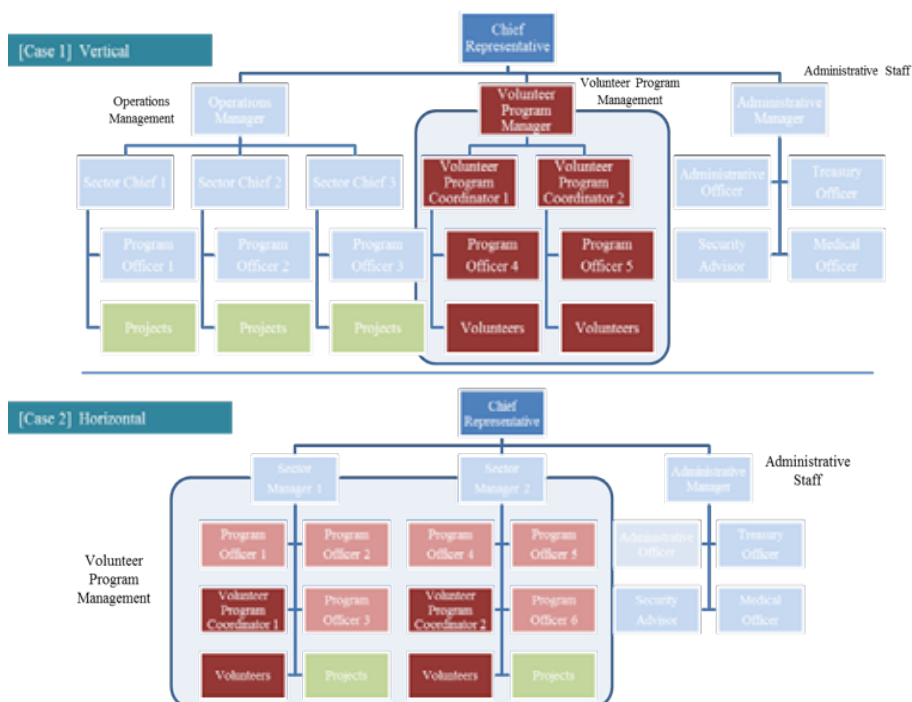 Chief
Representative
[Case 1] Vertical
Administrative Staff
Operations
Management
Operations
Manager
Volunteer
Program
Manager
Volunteer Program
Management
Administrative
Manager
Sector Chief 1
Sector Chief 2
Sector Chief 3
Volunteer
Program
Coordinator 1
Volunteer
Program
Coordinator 2
Administrative
Officer
Treasury
Officer
Program
Officer 1
Program
Officer 2
Program
Officer 3
Program
Officer 4
Program
Officer 5
Security
Advisor
Medical
Officer
Projects
Projects
Projects
Volunteers
Volunteers
[Case 2] Horizontal
Chief
Representative
Sector
Manager 1
Sector
Manager 2
Administrative
Manager
Administrative
Staff
Volunteer
Program
Management
Program
Officer 1
Program
Officer 2
Program
Officer 4
Program
Officer 5
Administrative
Officer
Treasury
Officer
Volunteer
Program
Coordinator 1
Program
Officer 3
Volunteer
Program
Coordinator 2
Program
Officer 6
Security
Advisor
Medical
Officer
Volunteers
Projects
Volunteers
Projects